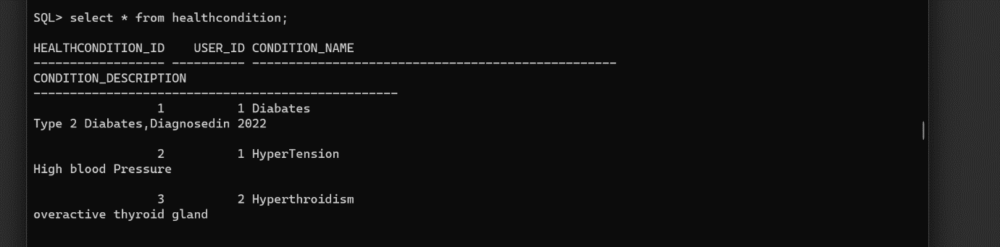 SQL> select * from healthcondition;
HEALTHCONDITION_ID    USER_ID CONDITION_NAME
------------------ ---------- --------------------------------------------------
CONDITION_DESCRIPTION
--------------------------------------------------
                 1          1 Diabates
Type 2 Diabates,Diagnosedin 2022
                 2          1 HyperTension
High blood Pressure
                 3          2 Hyperthroidism
overactive thyroid gland